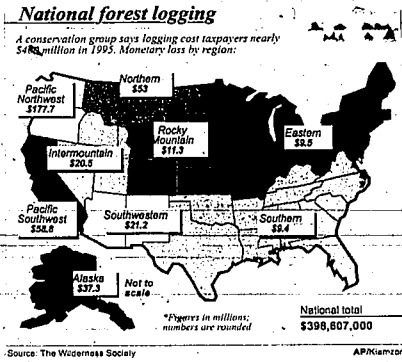 National forest logging
A conservation group says logging cost taxpayers nearly
million in 1995. Monetary loss by region:
Northern
$53
Pacific
Northwest
$177.7
Rocky
Mountain
$11.3
Eastern
$9.5
Intermountain
$20.5
Pacific
Southwest
$58.8
Southwestern
$21.2
Southern
$9.4
Alaska
$37.3
Not to
scale
*Figures in millions;
numbers are rounded
National total
$398,607,000
Source: The Wilderness Society